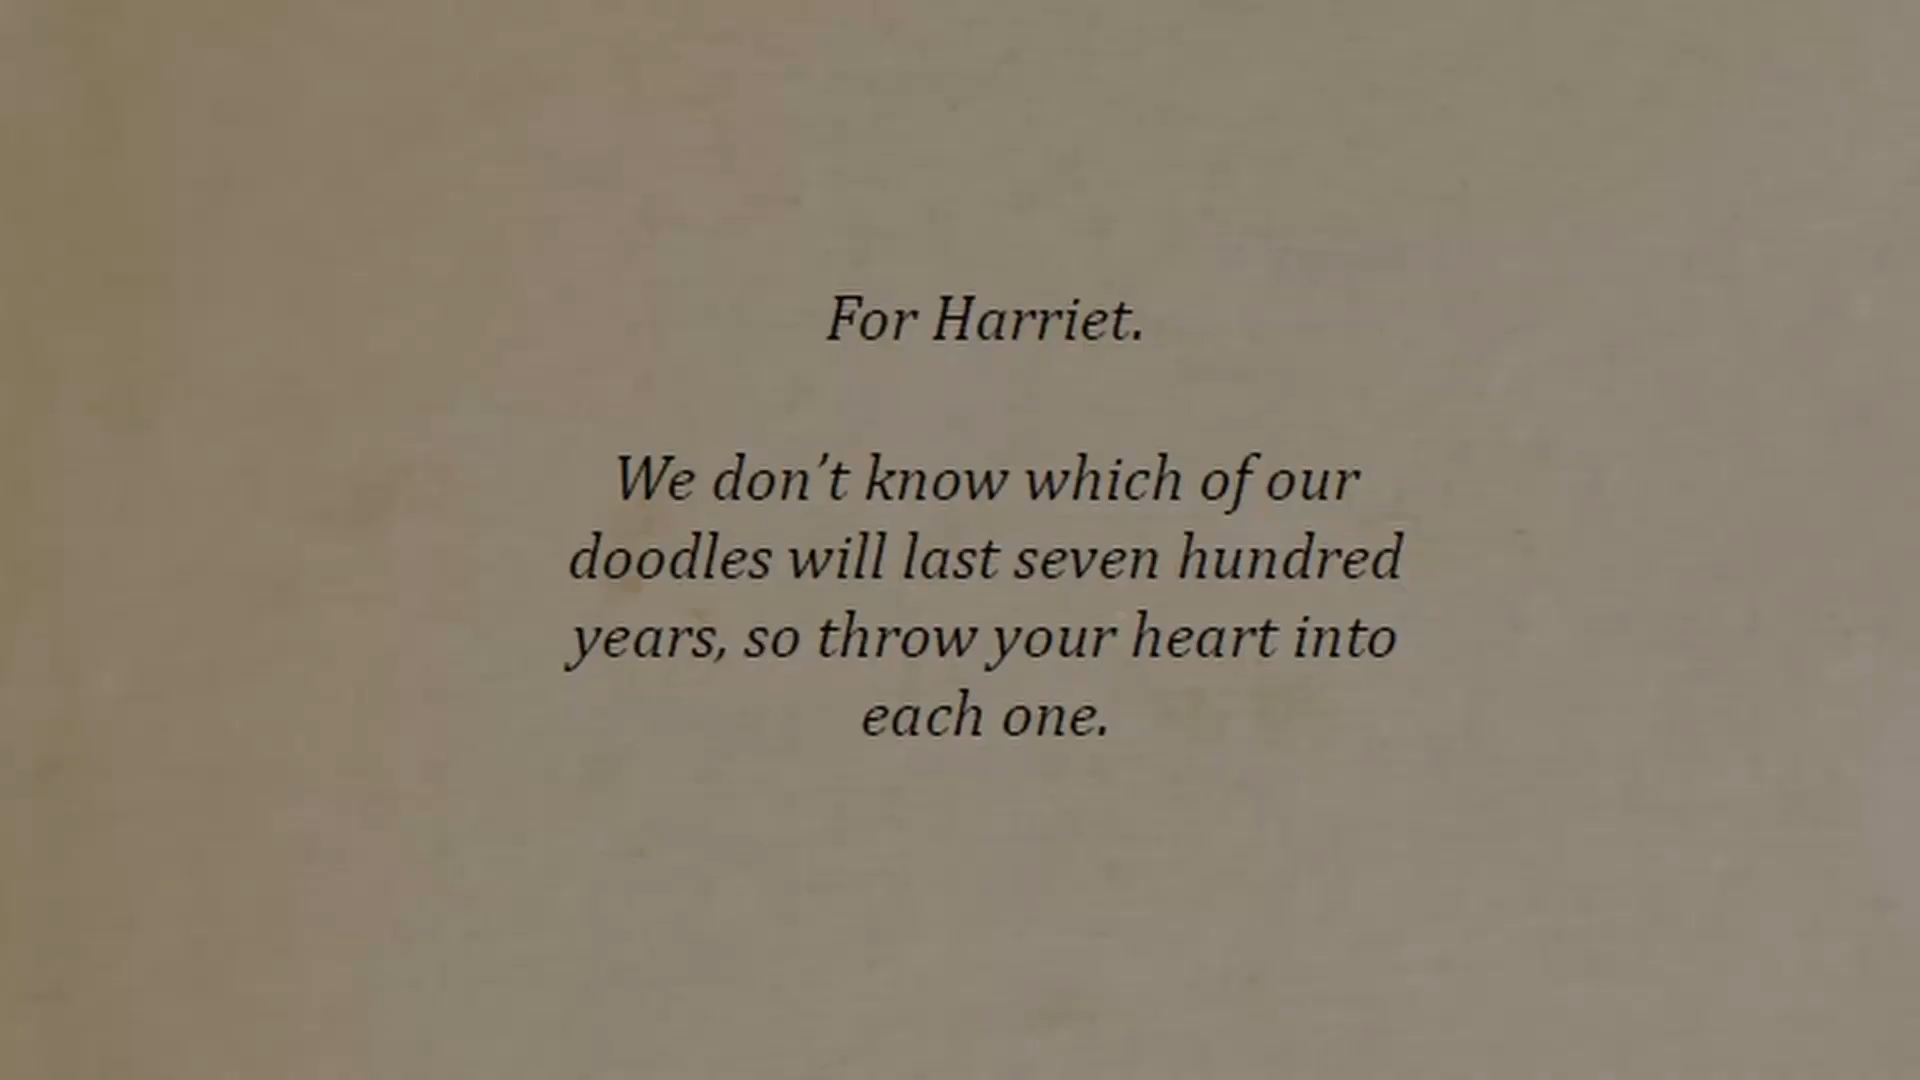 For Harriet.
We don’t know which of our
doodles will last seven hundred
years, so throw your heart into
each one.